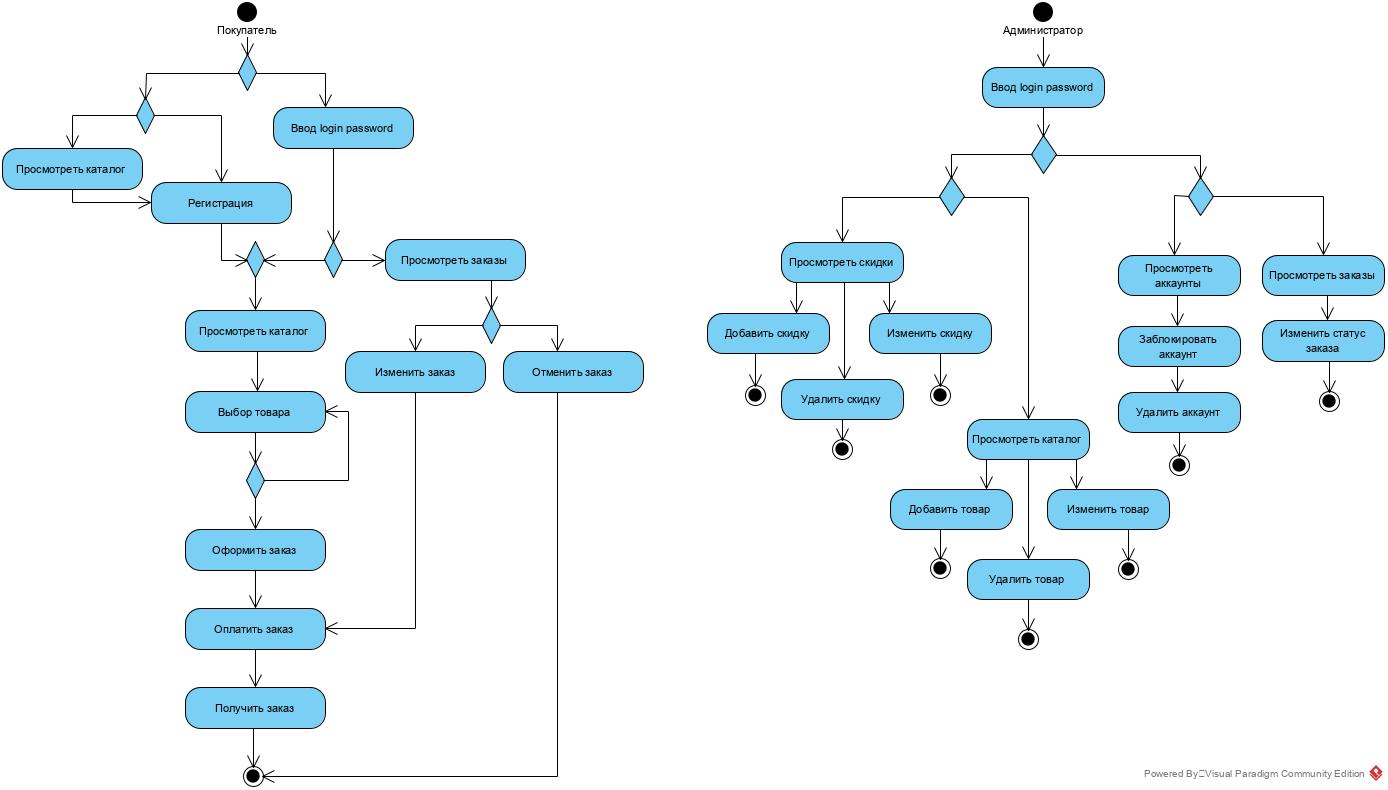 Покупатель
Ввод login password
Просмотреть каталог
Регистрация
Просмотреть заказы
Просмотреть каталог
Изменить заказ
Отменить заказ
Выбор товара
Оформить заказ
Оплатить заказ
Получить заказ
Администратор
Ввод login password
Просмотреть скидки
Просмотреть
аккаунты
Просмотреть заказы
Добавить скидку
Изменить скидку
Заблокировать
аккаунт
Изменить статус
заказа
Удалить скидку
Удалить аккаунт
Просмотреть каталог
Добавить товар
Изменить товар
Удалить товар
Powered By Visual Paradigm Community Edition